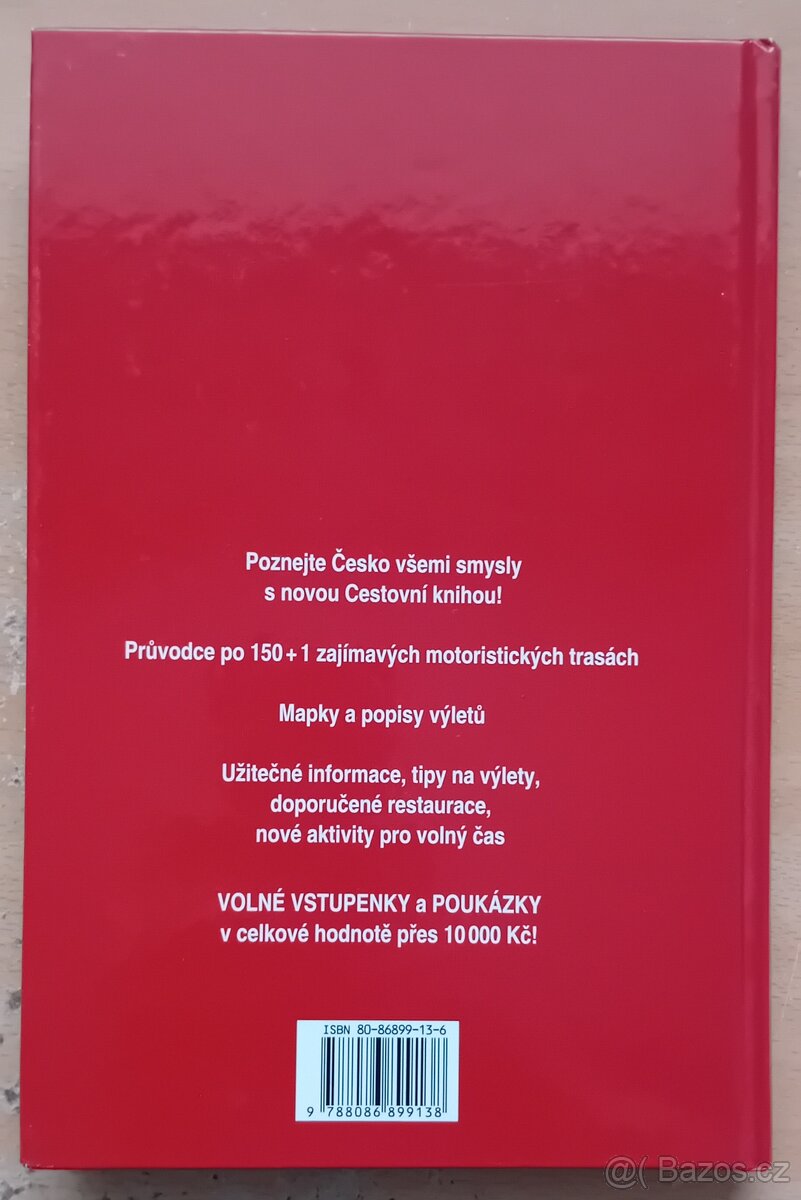 Poznejte Česko všemi smysly
s novou Cestovní knihou!
Průvodce po 150+1 zajímavých motoristických trasách
Mapky a popisy výletů
Užitečné informace, tipy na výlety,
doporučené restaurace,
nové aktivity pro volný čas
VOLNÉ VSTUPENKY a POUKÁZKY
v celkové hodnotě přes 10 000 Kč!
ISBN 80-86899-13-6
9 788086 899138
@( Bazos.cz